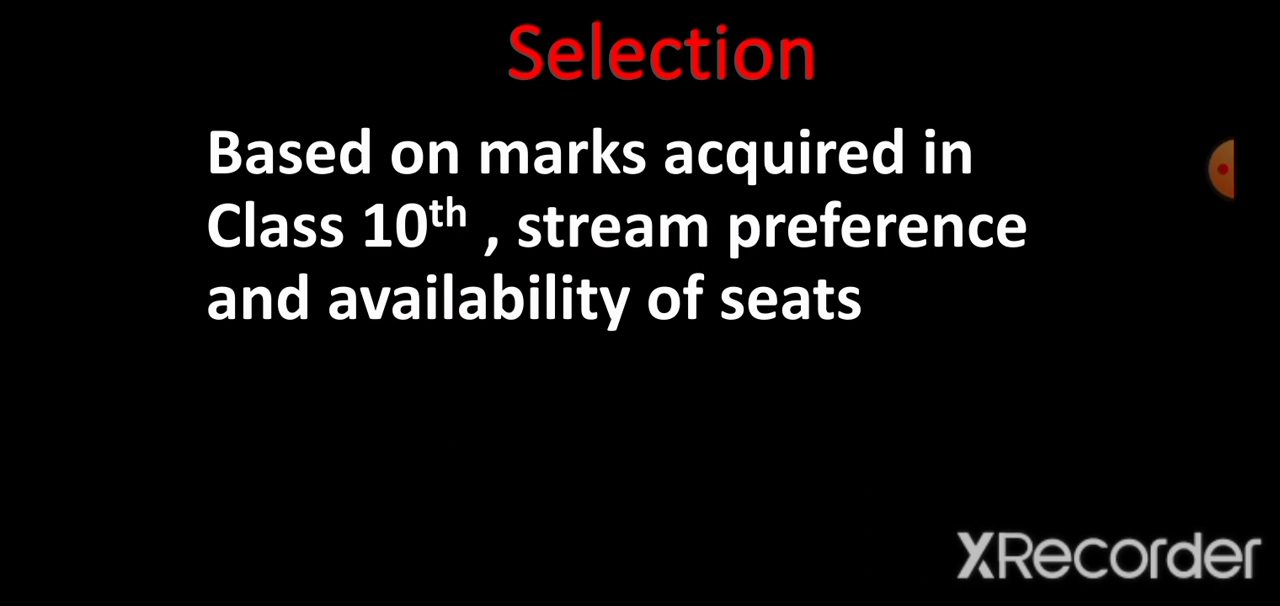 Selection
Based on marks acquired in
Class 10th , stream preference
and availability of seats
XRecorder